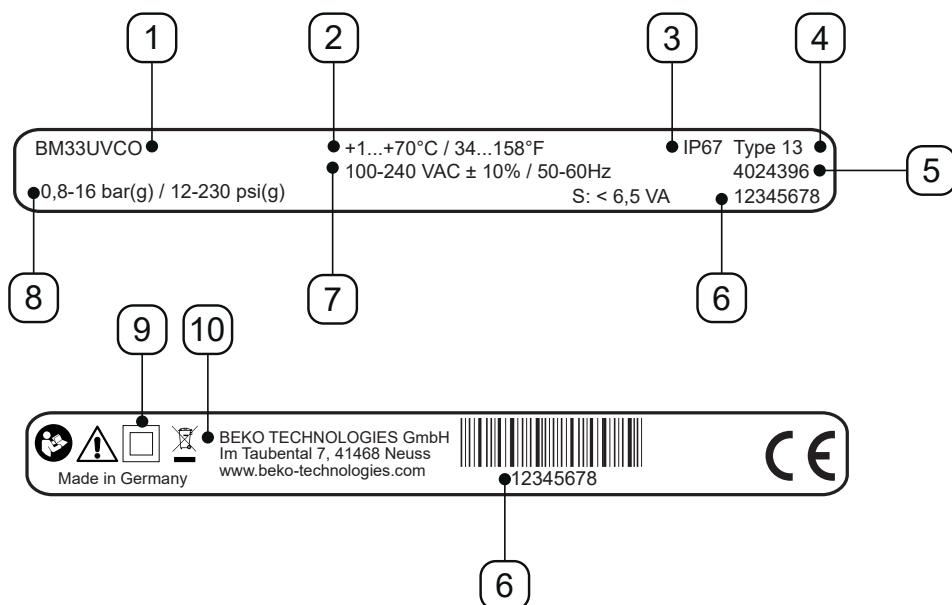 1 2 3 4
BM33UVCO +1...+70°C / 34...158°F IP67 Type 13
100-240 VAC ± 10% / 50-60Hz 4024396 5
0,8-16 bar(g) / 12-230 psi(g) S: < 6,5 VA 12345678
8 7 6
9 10
BEKO TECHNOLOGIES GmbH
Im Taubental 7, 41468 Neuss
www.beko-technologies.com
Made in Germany
12345678
CE
6